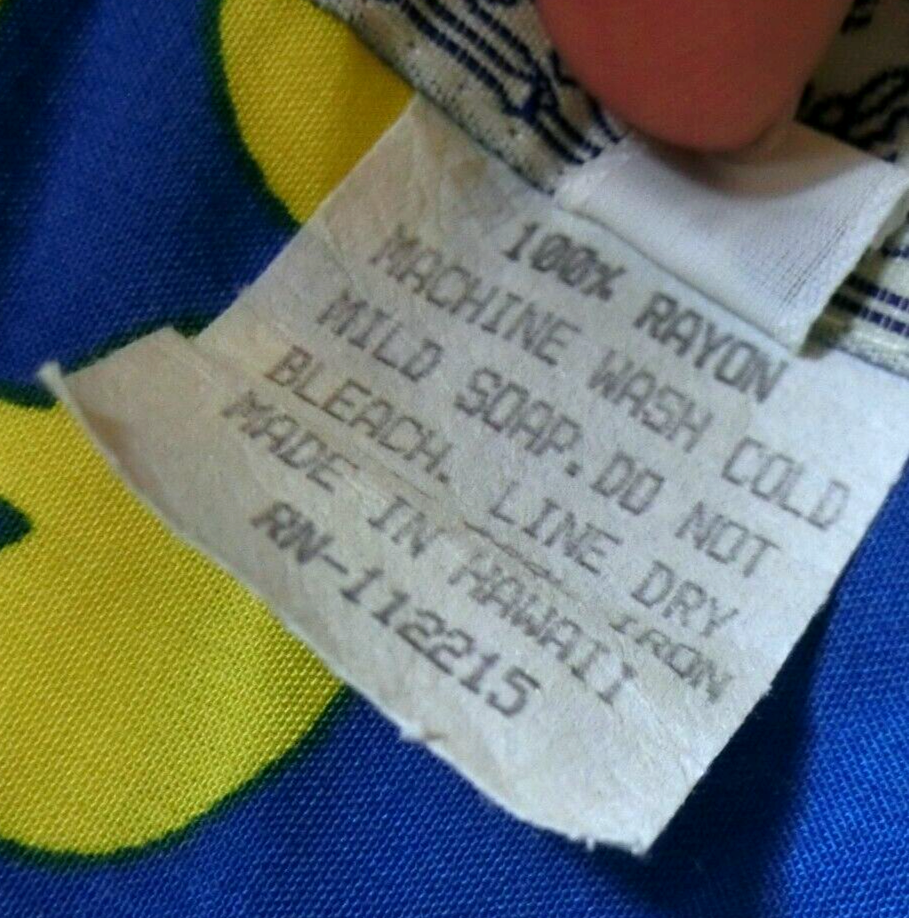 100% RAYON
MACHINE WASH COLD
MILD SOAP. DO NOT
BLEACH. LINE DRY
IRON
MADE IN HAWAII
RN-112215